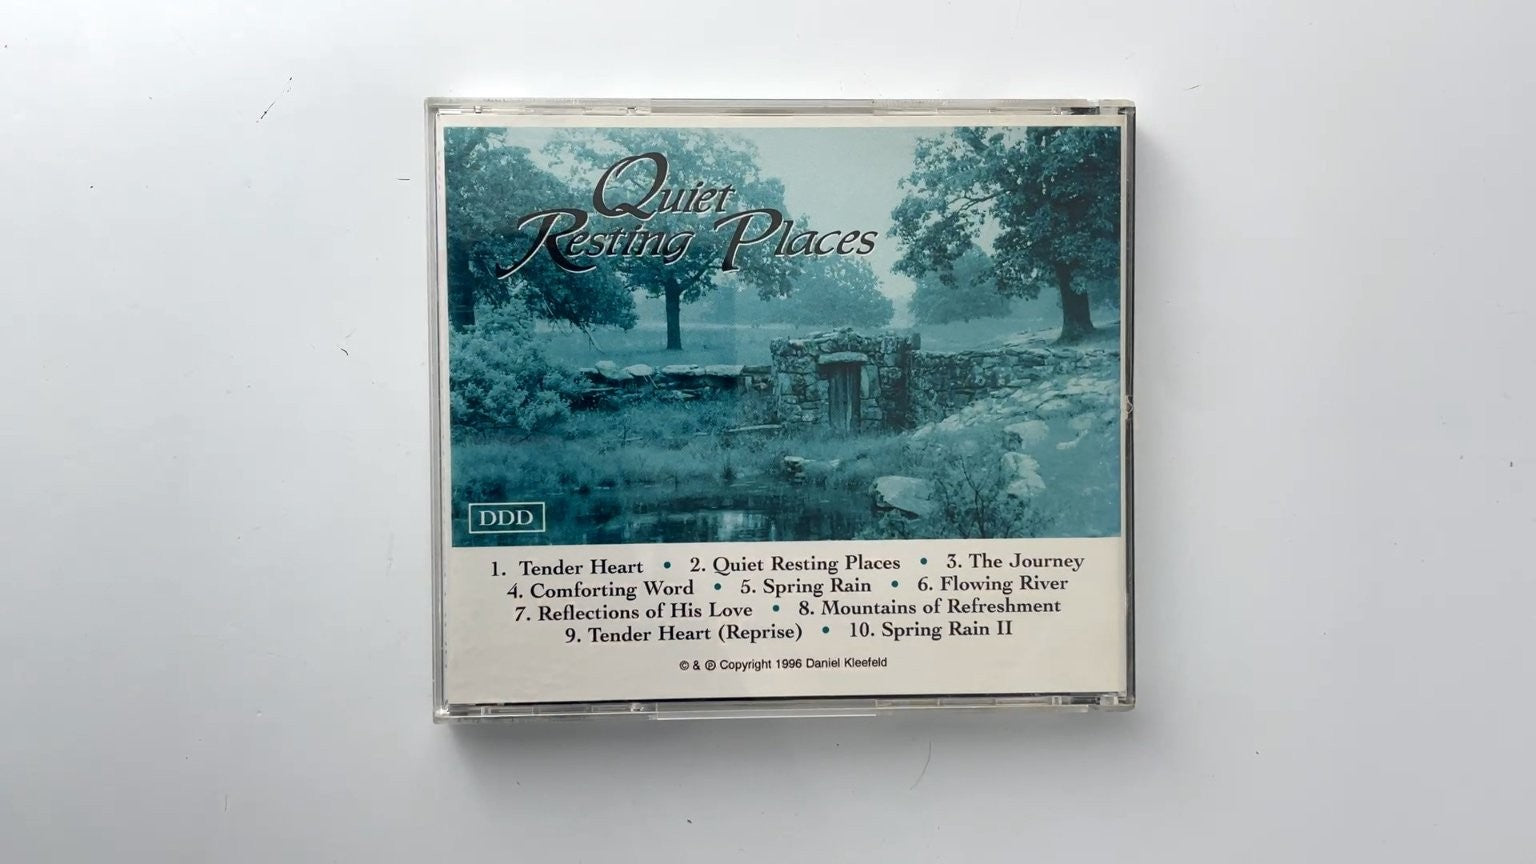 Quiet
Resting Places
DDD
1. Tender Heart • 2. Quiet Resting Places • 3. The Journey
4. Comforting Word • 5. Spring Rain • 6. Flowing River
7. Reflections of His Love • 8. Mountains of Refreshment
9. Tender Heart (Reprise) • 10. Spring Rain II
© & ℗ Copyright 1996 Daniel Kleefeld